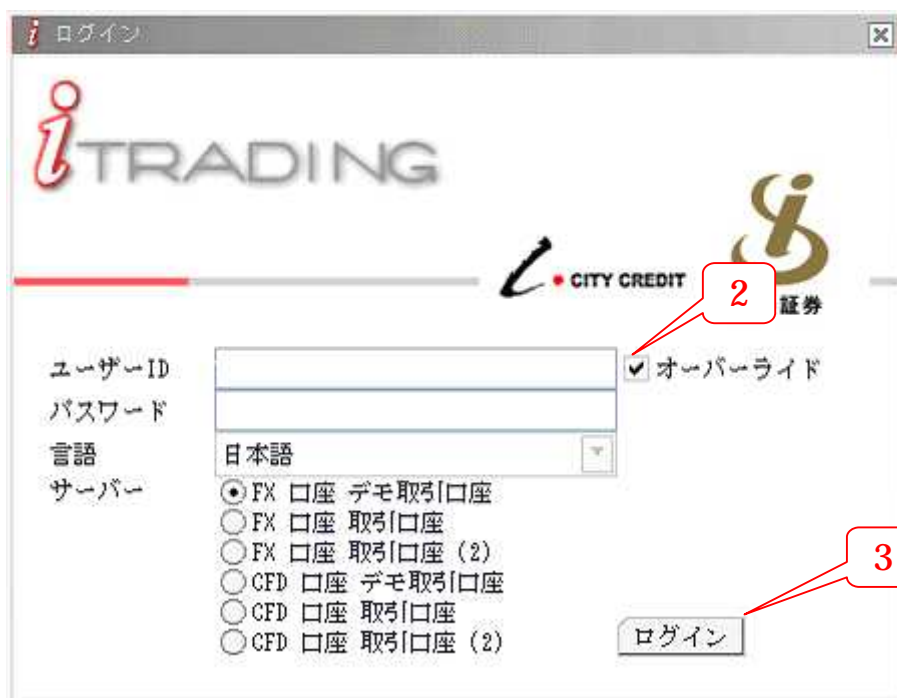 i ログイン
iTRADING
i・CITY CREDIT
2
証券
ユーザーID
オーバーライド
パスワード
言語
日本語
サーバー
FX 口座 デモ取引口座
FX 口座 取引口座
FX 口座 取引口座 (2)
CFD 口座 デモ取引口座
CFD 口座 取引口座
CFD 口座 取引口座 (2)
3
ログイン